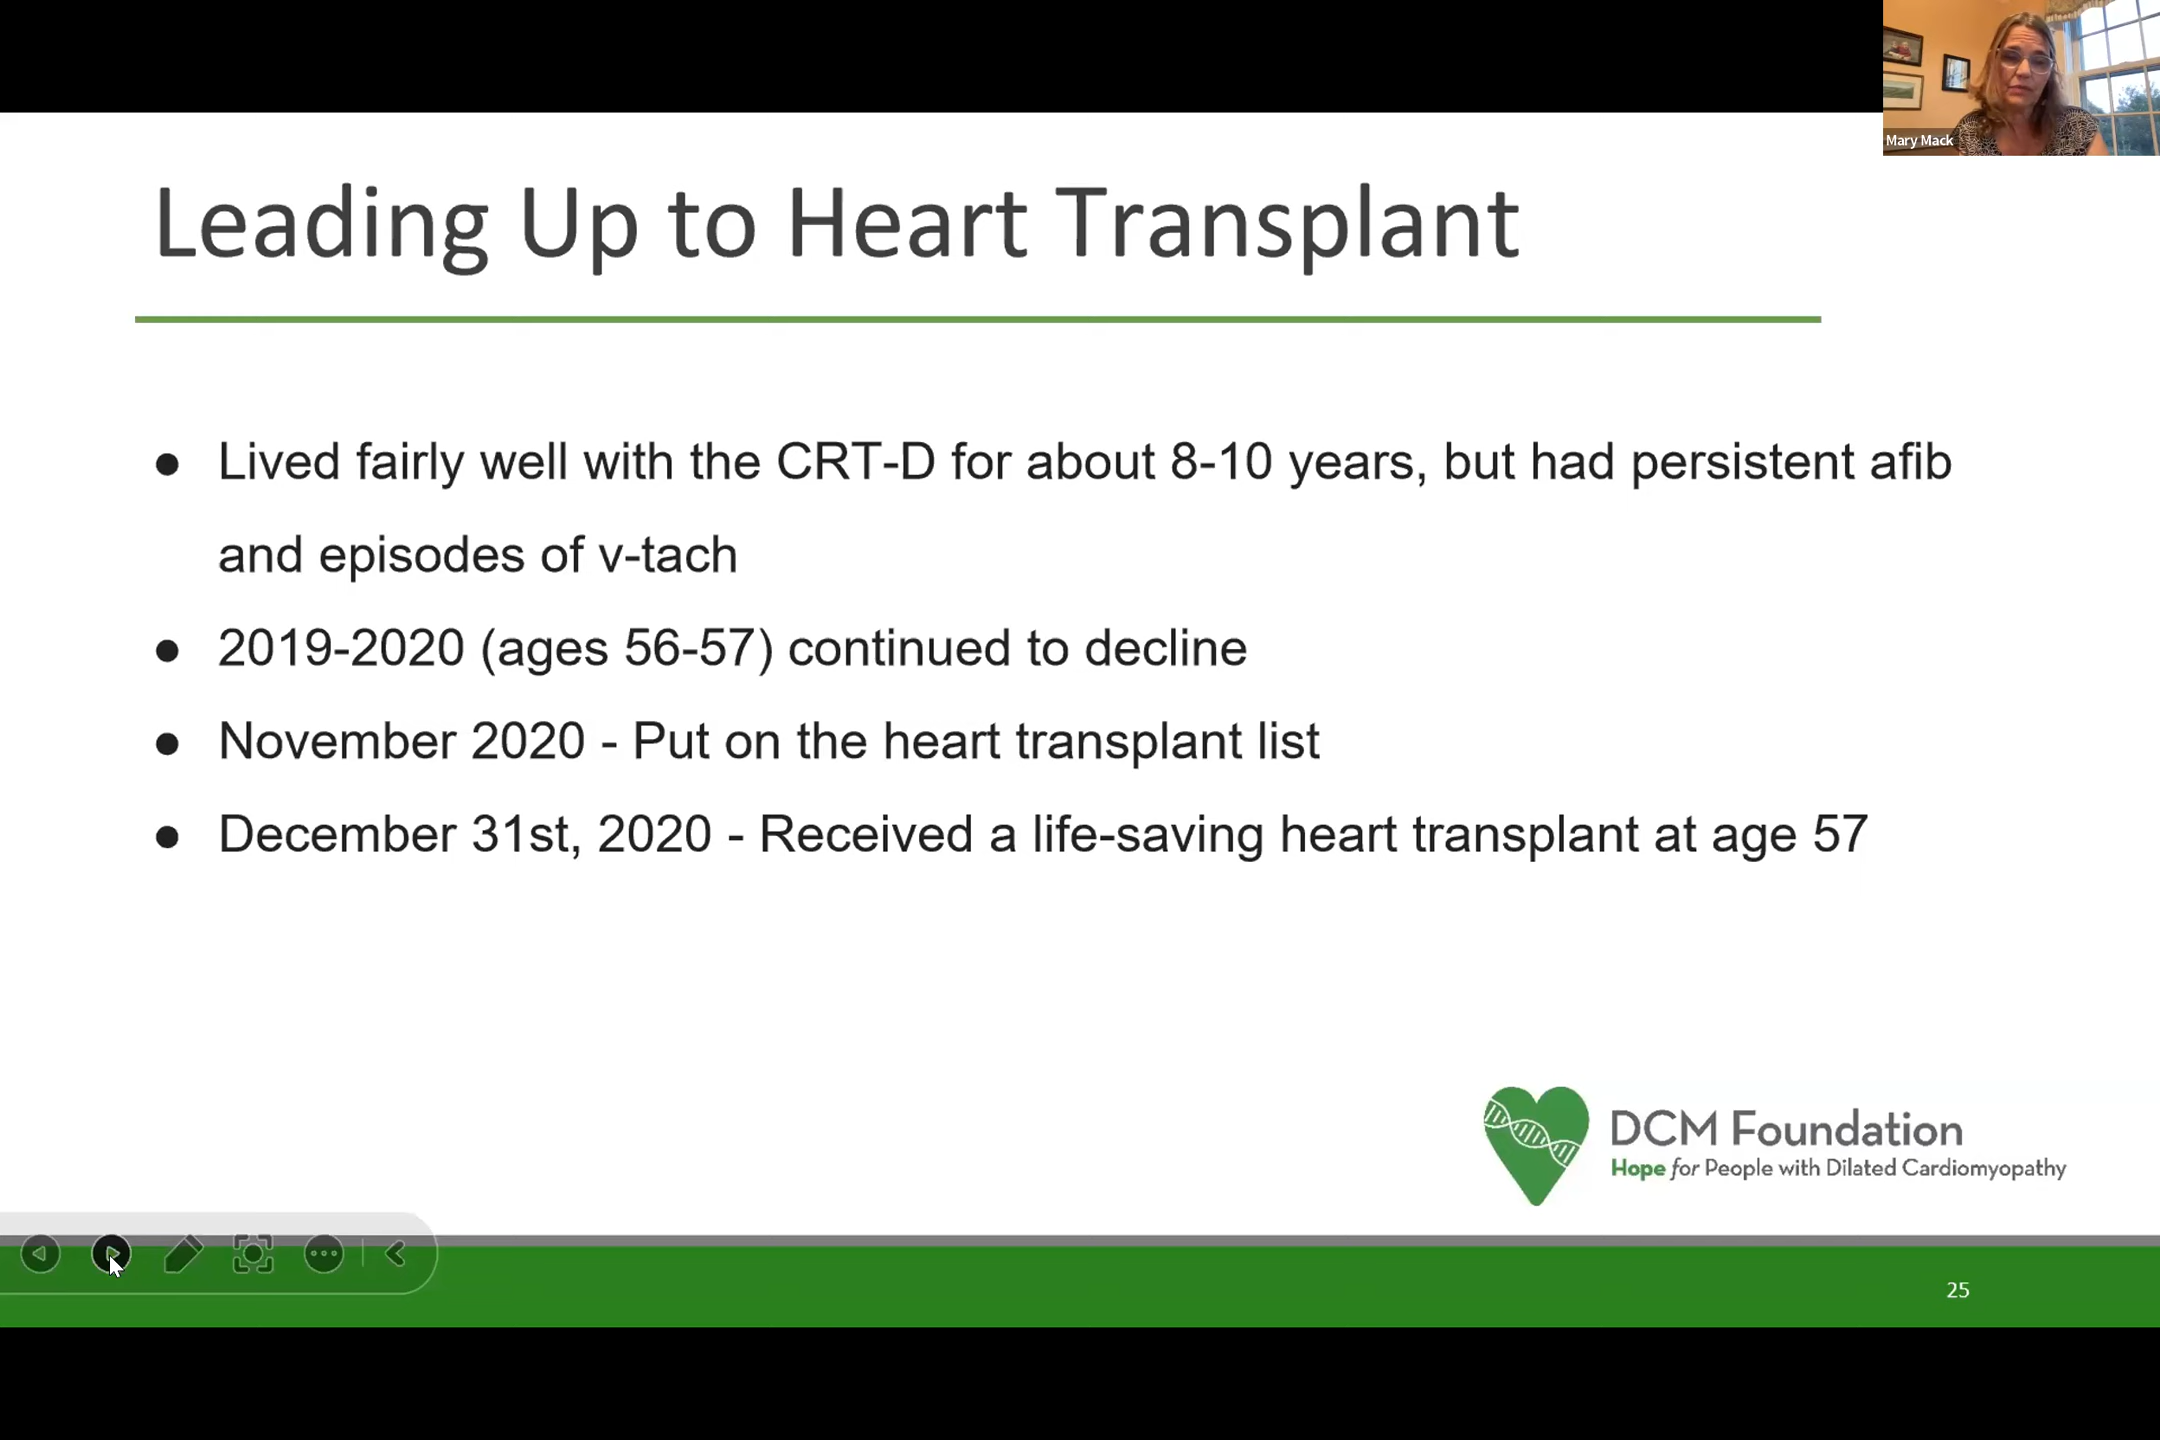 Mary Mack
Leading Up to Heart Transplant
● Lived fairly well with the CRT-D for about 8-10 years, but had persistent afib
and episodes of v-tach
● 2019-2020 (ages 56-57) continued to decline
● November 2020 - Put on the heart transplant list
● December 31st, 2020 - Received a life-saving heart transplant at age 57
DCM Foundation
Hope for People with Dilated Cardiomyopathy
25